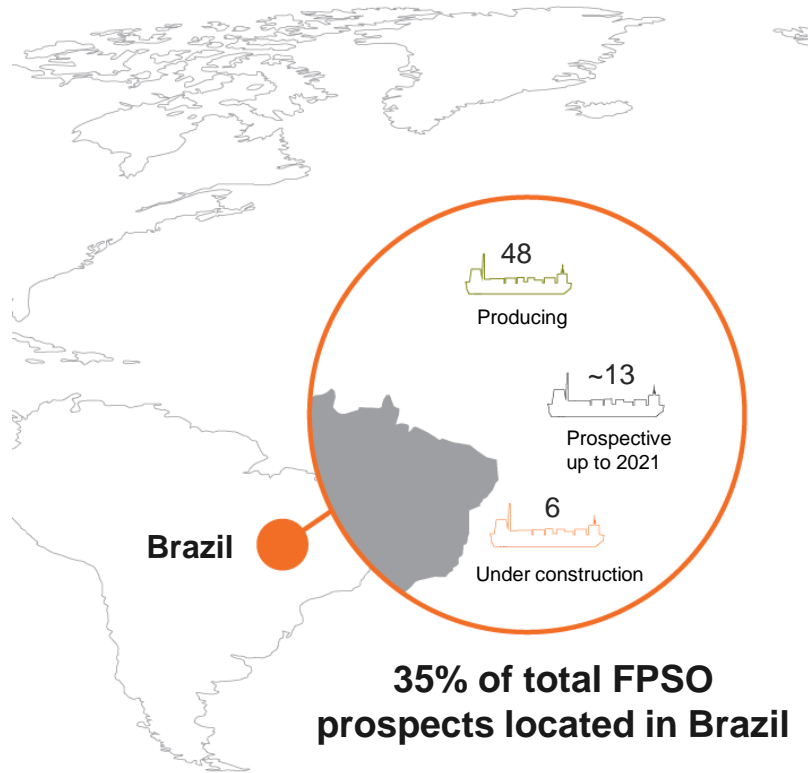 48
Producing
~13
Prospective
up to 2021
6
Under construction
Brazil
35% of total FPSO
prospects located in Brazil